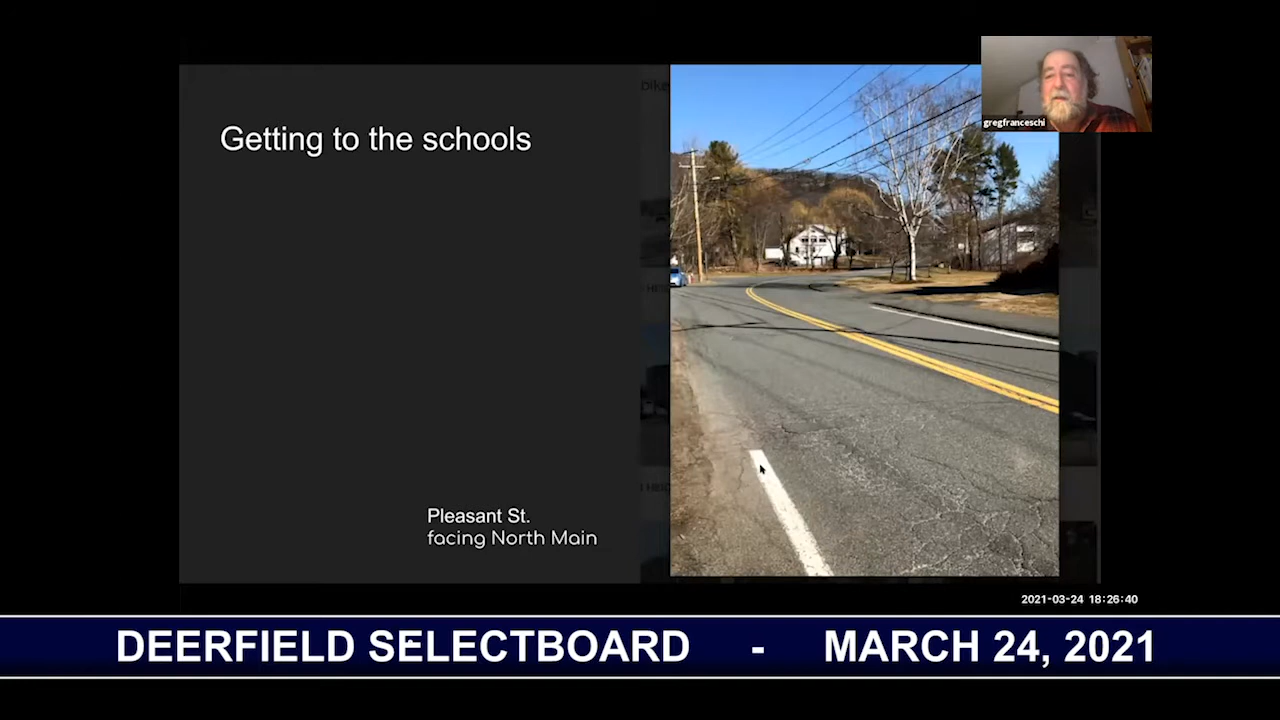 Getting to the schools
gregfranceschi
Pleasant St.
facing North Main
2021-03-24 18:26:40
DEERFIELD SELECTBOARD - MARCH 24, 2021